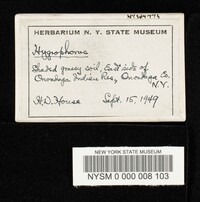 HERBARIUM N. Y. STATE MUSEUM
Hygrophorus
Shaded grassy soil, East side of
Onondaga Indian Res, Onondaga Co.
N.Y.
H.D. House Sept. 15, 1949
NEW YORK STATE MUSEUM
NYSM 0 000 008 103